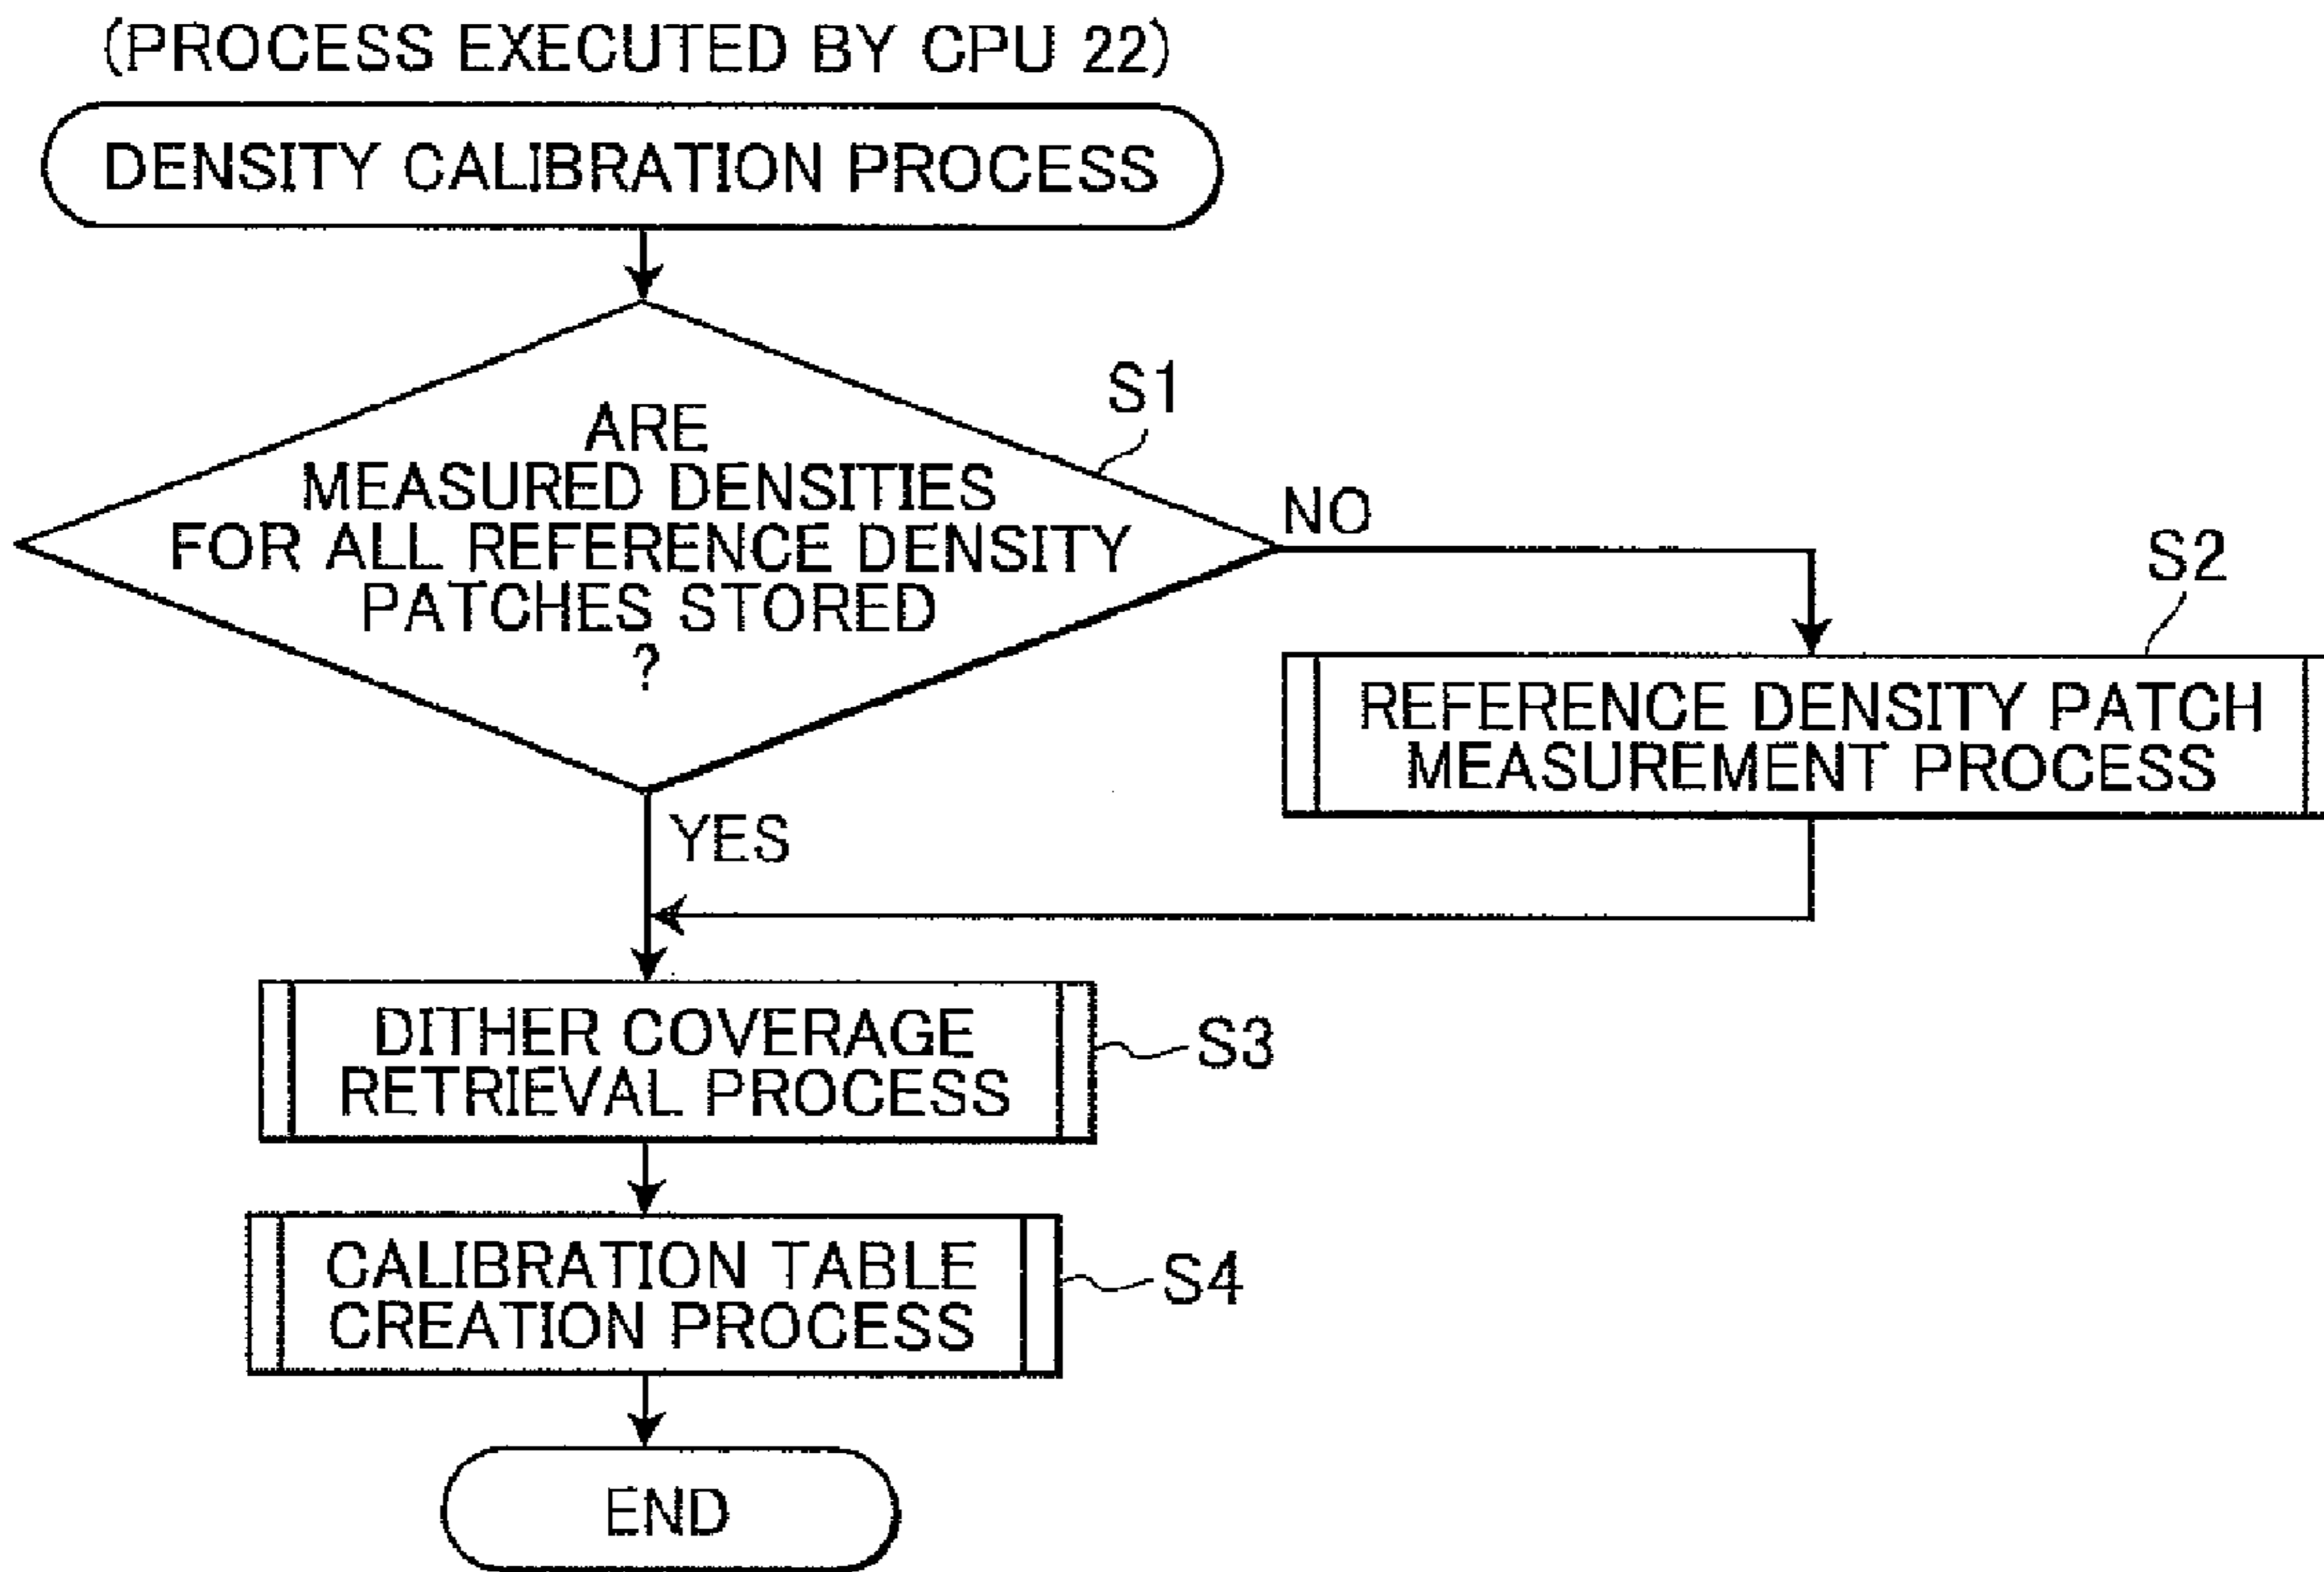 (PROCESS EXECUTED BY CPU 22)
DENSITY CALIBRATION PROCESS
S1
ARE
MEASURED DENSITIES
FOR ALL REFERENCE DENSITY
PATCHES STORED
?
NO
S2
REFERENCE DENSITY PATCH
MEASUREMENT PROCESS
YES
DITHER COVERAGE
RETRIEVAL PROCESS
S3
CALIBRATION TABLE
CREATION PROCESS
S4
END